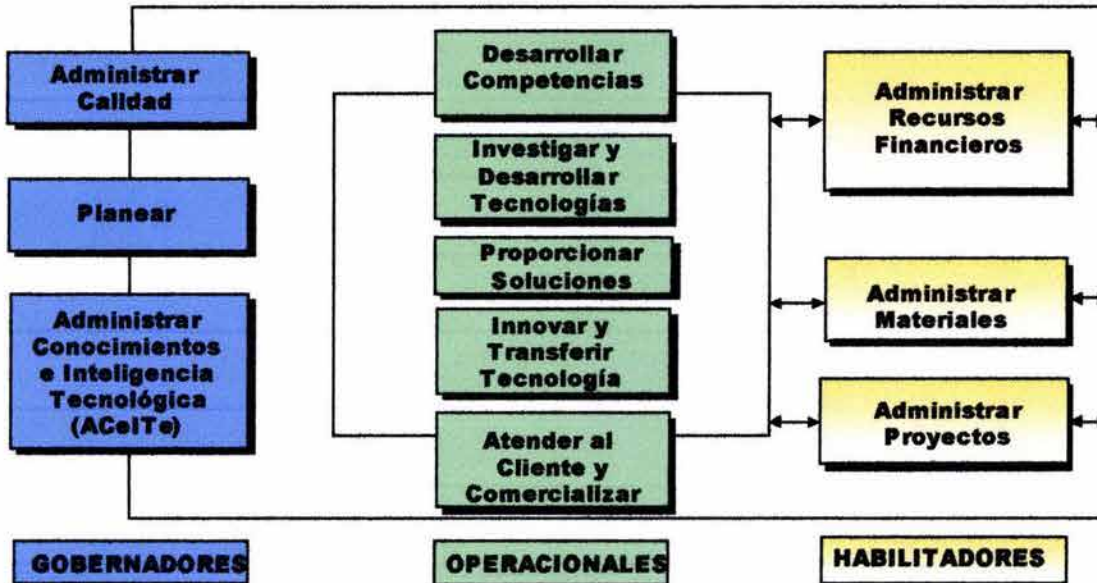 Administrar
Calidad
Planear
Administrar
Conocimientos
e Inteligencia
Tecnológica
(ACeITe)
GOBERNADORES
Desarrollar
Competencias
Investigar y
Desarrollar
Tecnologías
Proporcionar
Soluciones
Innovar y
Transferir
Tecnología
Atender al
Cliente y
Comercializar
OPERACIONALES
Administrar
Recursos
Financieros
Administrar
Materiales
Administrar
Proyectos
HABILITADORES